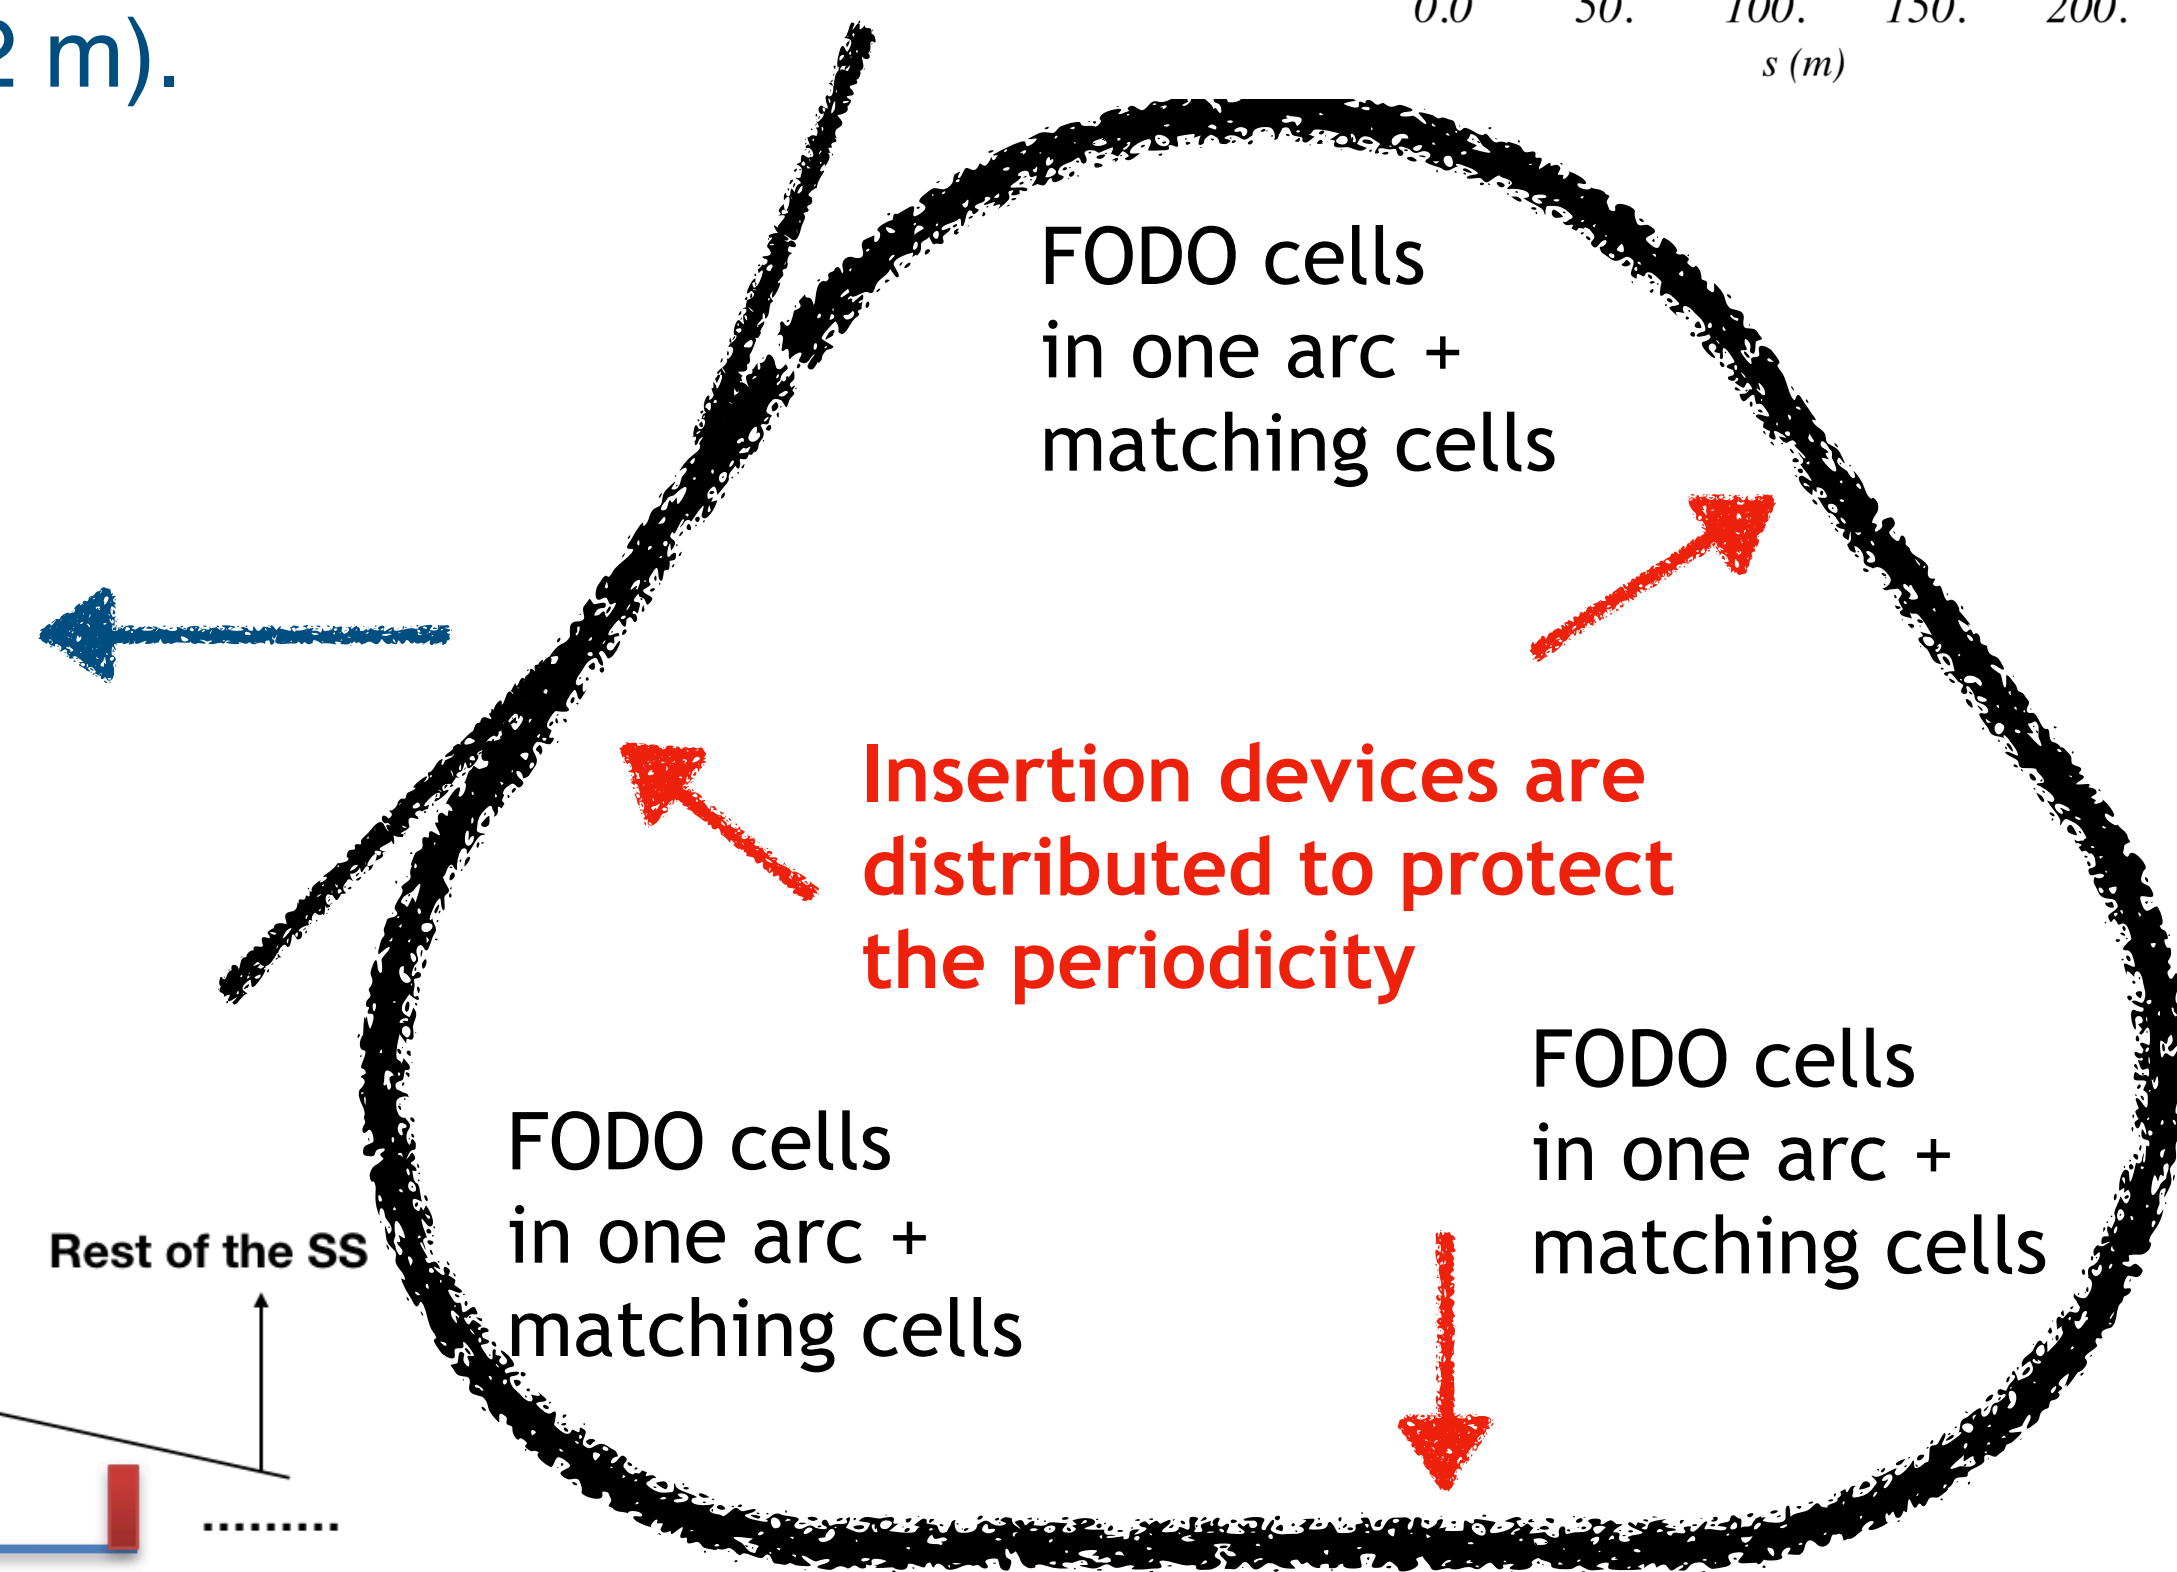 2 m).
0.0 50. 100. 150. 200.
s (m)
FODO cells
in one arc +
matching cells
Insertion devices are
distributed to protect
the periodicity
FODO cells
in one arc +
matching cells
FODO cells
in one arc +
matching cells
Rest of the SS
.........